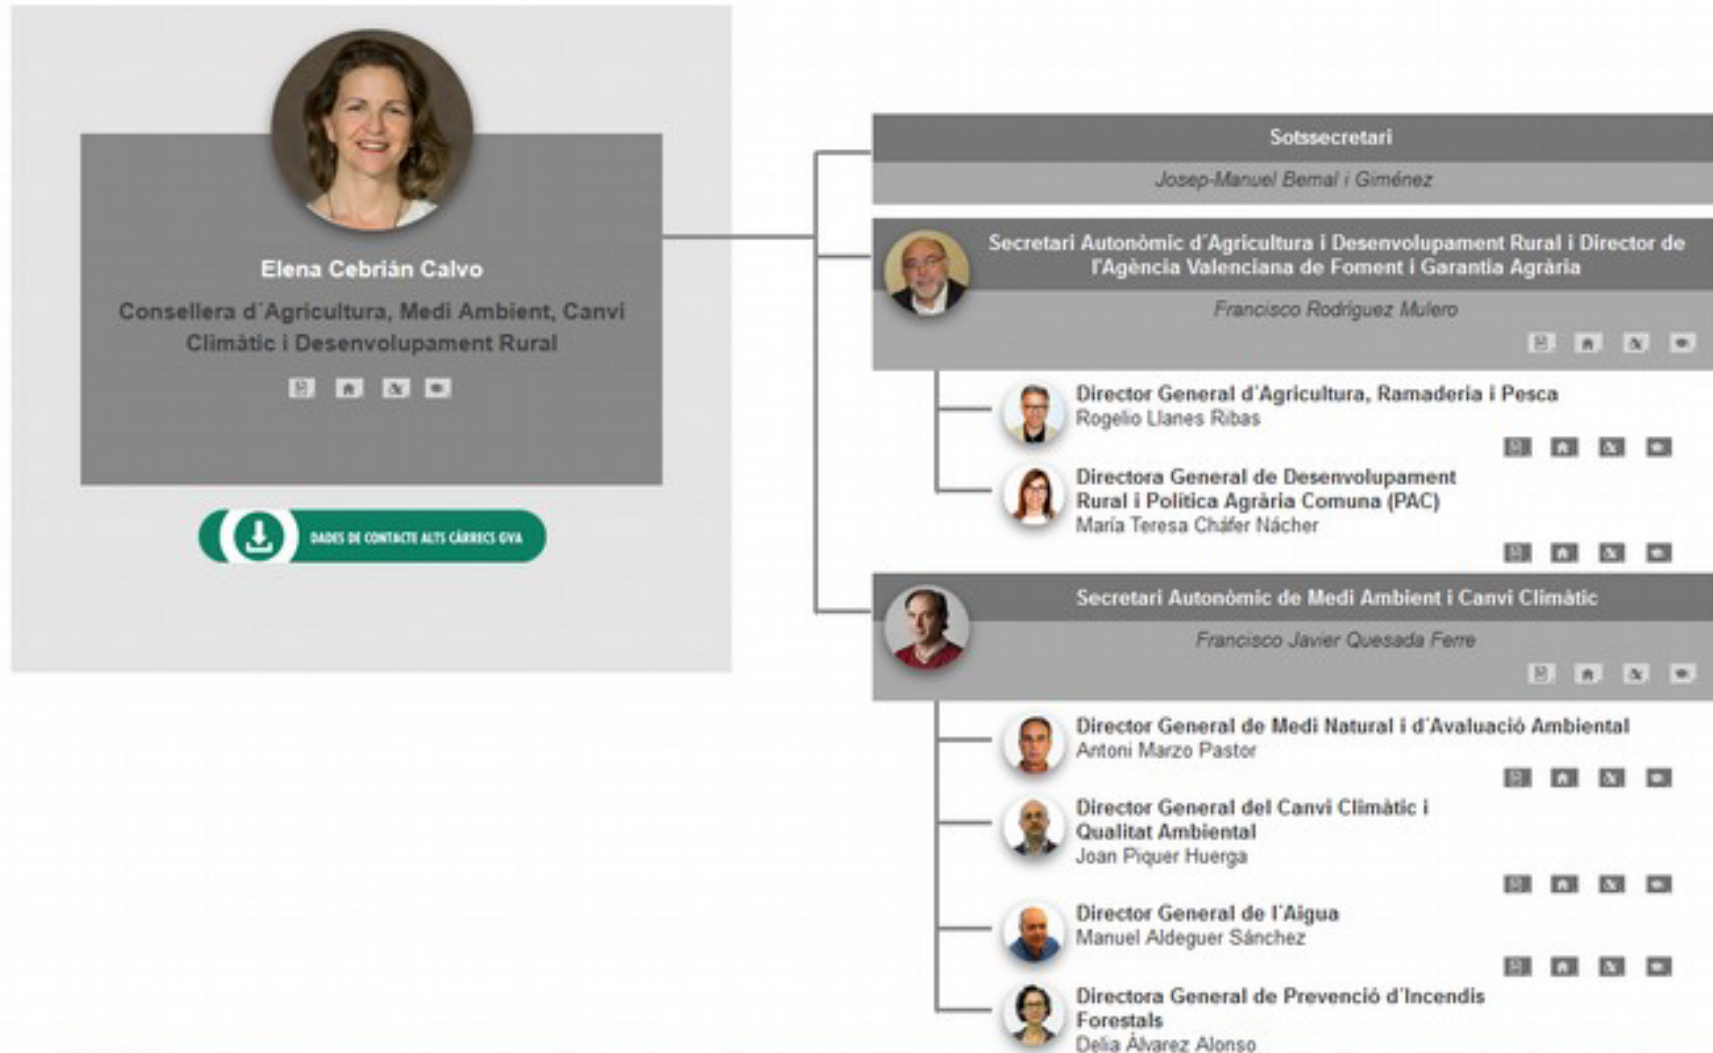 Elena Cebrián Calvo
Consellera d´Agricultura, Medi Ambient, Canvi
Climàtic i Desenvolupament Rural
DADES DE CONTACTE ALTS CÀRRECS GVA
Sotssecretari
Josep-Manuel Bernal i Giménez
Secretari Autonòmic d´Agricultura i Desenvolupament Rural i Director de
l'Agència Valenciana de Foment i Garantia Agrària
Francisco Rodríguez Mulero
Director General d´Agricultura, Ramaderia i Pesca
Rogelio Llanes Ribas
Directora General de Desenvolupament
Rural i Política Agrària Comuna (PAC)
María Teresa Cháfer Nácher
Secretari Autonòmic de Medi Ambient i Canvi Climàtic
Francisco Javier Quesada Ferre
Director General de Medi Natural i d´Avaluació Ambiental
Antoni Marzo Pastor
Director General del Canvi Climàtic i
Qualitat Ambiental
Joan Piquer Huerga
Director General de l´Aigua
Manuel Aldeguer Sánchez
Directora General de Prevenció d´Incendis
Forestals
Delia Álvarez Alonso